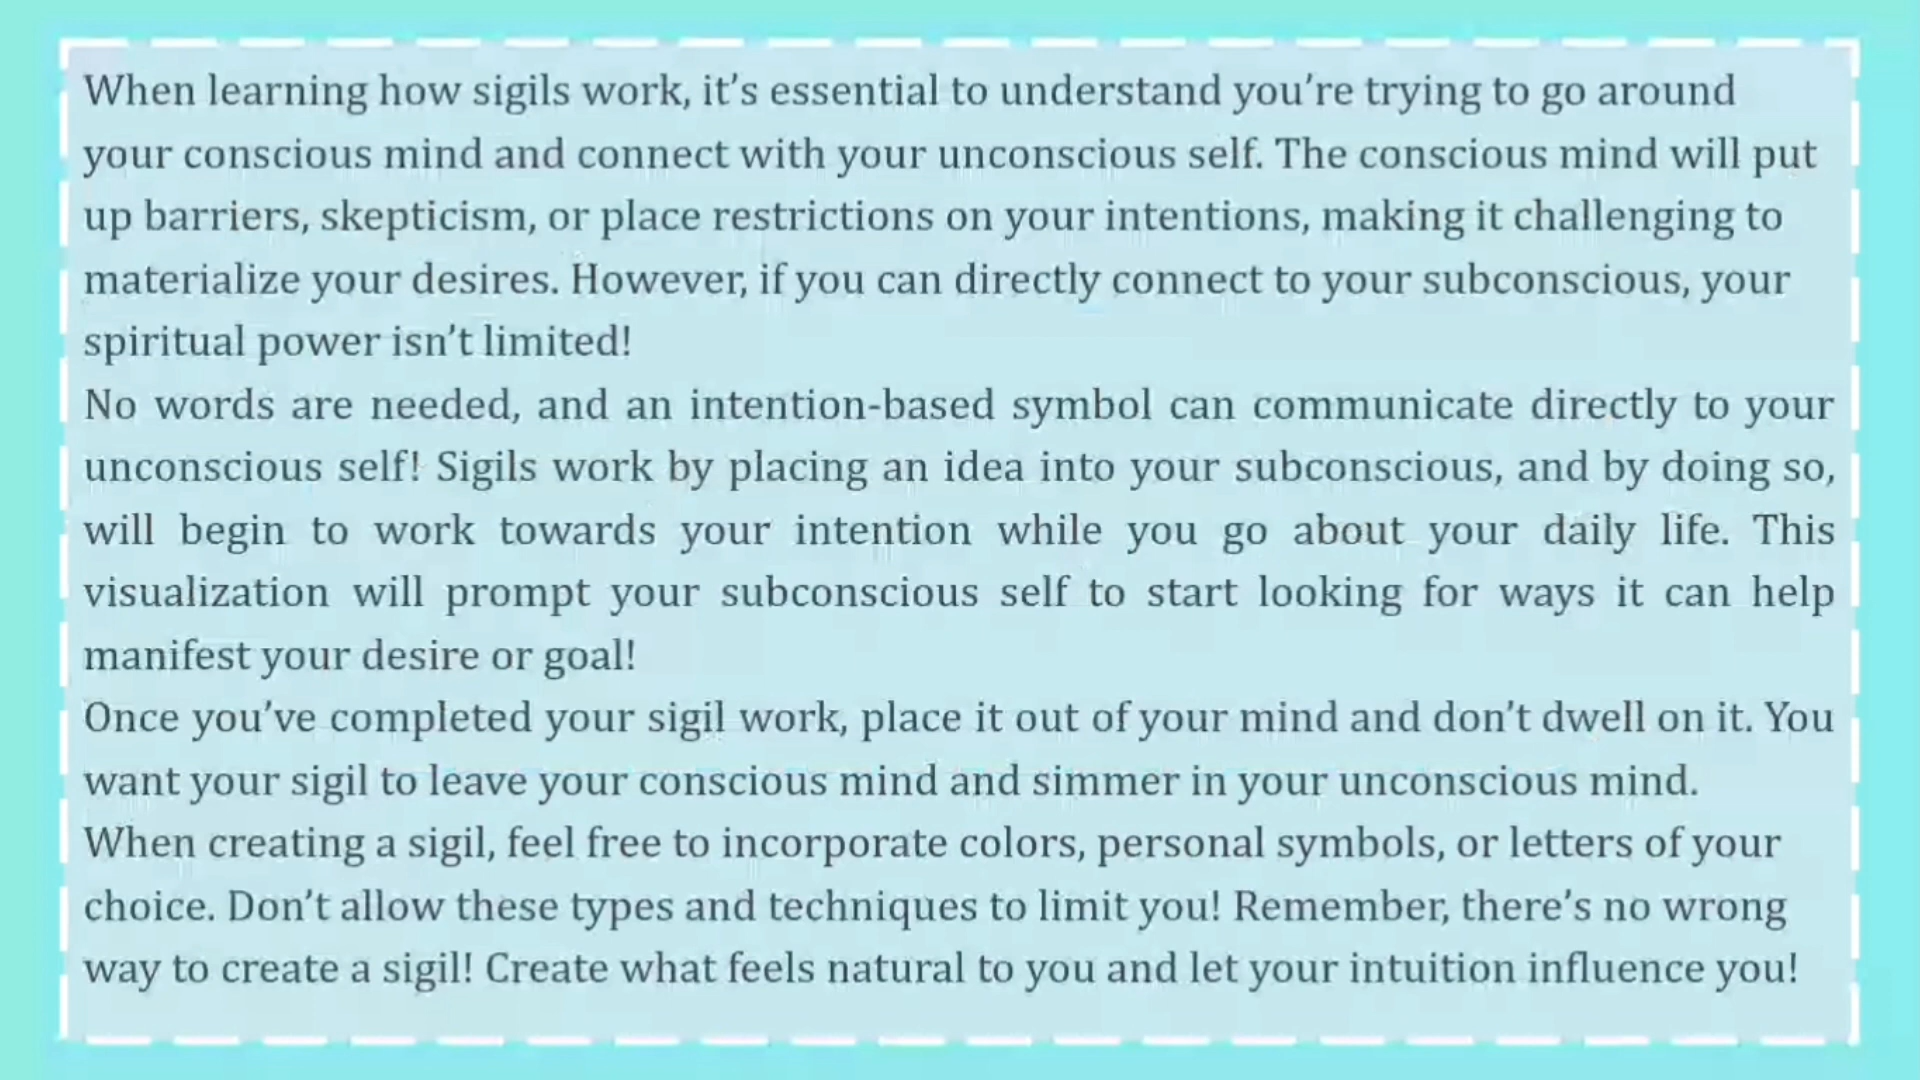 When learning how sigils work, it’s essential to understand you’re trying to go around
your conscious mind and connect with your unconscious self. The conscious mind will put
up barriers, skepticism, or place restrictions on your intentions, making it challenging to
materialize your desires. However, if you can directly connect to your subconscious, your
spiritual power isn’t limited!
No words are needed, and an intention-based symbol can communicate directly to your
unconscious self! Sigils work by placing an idea into your subconscious, and by doing so,
will begin to work towards your intention while you go about your daily life. This
visualization will prompt your subconscious self to start looking for ways it can help
manifest your desire or goal!
Once you’ve completed your sigil work, place it out of your mind and don’t dwell on it. You
want your sigil to leave your conscious mind and simmer in your unconscious mind.
When creating a sigil, feel free to incorporate colors, personal symbols, or letters of your
choice. Don’t allow these types and techniques to limit you! Remember, there’s no wrong
way to create a sigil! Create what feels natural to you and let your intuition influence you!